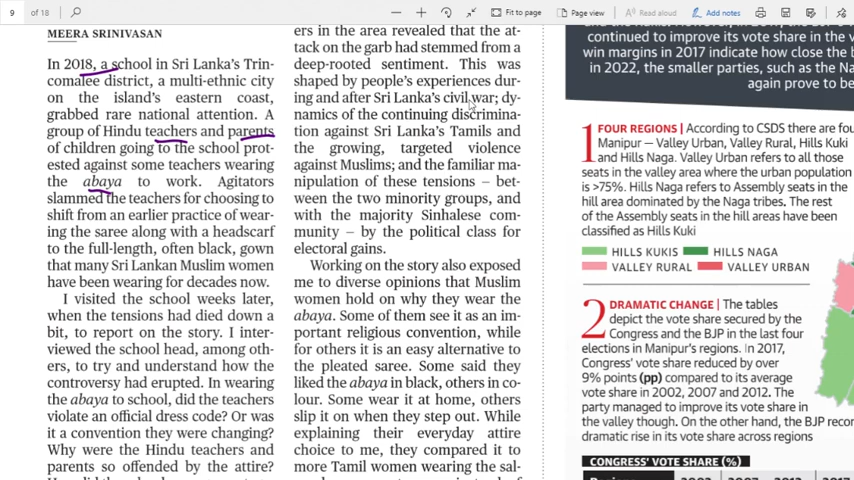 9 of 18
Fit to page
Page view
Read aloud
Add notes
MEERA SRINIVASAN
In 2018, a school in Sri Lanka's Trin-
comalee district, a multi-ethnic city
on the island's eastern coast,
grabbed rare national attention. A
group of Hindu teachers and parents
of children going to the school prot-
ested against some teachers wearing
the abaya to work. Agitators
slammed the teachers for choosing to
shift from an earlier practice of wear-
ing the saree along with a headscarf
to the full-length, often black, gown
that many Sri Lankan Muslim women
have been wearing for decades now.
I visited the school weeks later,
when the tensions had died down a
bit, to report on the story. I inter-
viewed the school head, among oth-
ers, to try and understand how the
controversy had erupted. In wearing
the abaya to school, did the teachers
violate an official dress code? Or was
it a convention they were changing?
Why were the Hindu teachers and
parents so offended by the attire?
ers in the area revealed that the at-
tack on the garb had stemmed from a
deep-rooted sentiment. This was
shaped by people's experiences dur-
ing and after Sri Lanka's civil war; dy-
namics of the continuing discrimina-
tion against Sri Lanka's Tamils and
the growing, targeted violence
against Muslims; and the familiar ma-
nipulation of these tensions – bet-
ween the two minority groups, and
with the majority Sinhalese com-
munity – by the political class for
electoral gains.
Working on the story also exposed
me to diverse opinions that Muslim
women hold on why they wear the
abaya. Some of them see it as an im-
portant religious convention, while
for others it is an easy alternative to
the pleated saree. Some said they
liked the abaya in black, others in co-
lour. Some wear it at home, others
slip it on when they step out. While
explaining their everyday attire
choice to me, they compared it to
more Tamil women wearing the sal-
continued to improve its vote share in the v
win margins in 2017 indicate how close the b
in 2022, the smaller parties, such as the Na
again prove to be
1 FOUR REGIONS | According to CSDS there are fou
Manipur – Valley Urban, Valley Rural, Hills Kuki
and Hills Naga. Valley Urban refers to all those
seats in the valley area where the urban population
is >75%. Hills Naga refers to Assembly seats in the
hill area dominated by the Naga tribes. The rest
of the Assembly seats in the hill areas have been
classified as Hills Kuki
HILLS KUKIS HILLS NAGA
VALLEY RURAL VALLEY URBAN
2 DRAMATIC CHANGE | The tables
depict the vote share secured by the
Congress and the BJP in the last four
elections in Manipur's regions. In 2017,
Congress' vote share reduced by over
9% points (pp) compared to its average
vote share in 2002, 2007 and 2012. The
party managed to improve its vote share in
the valley though. On the other hand, the BJP recor
dramatic rise in its vote share across regions
CONGRESS' VOTE SHARE (%)